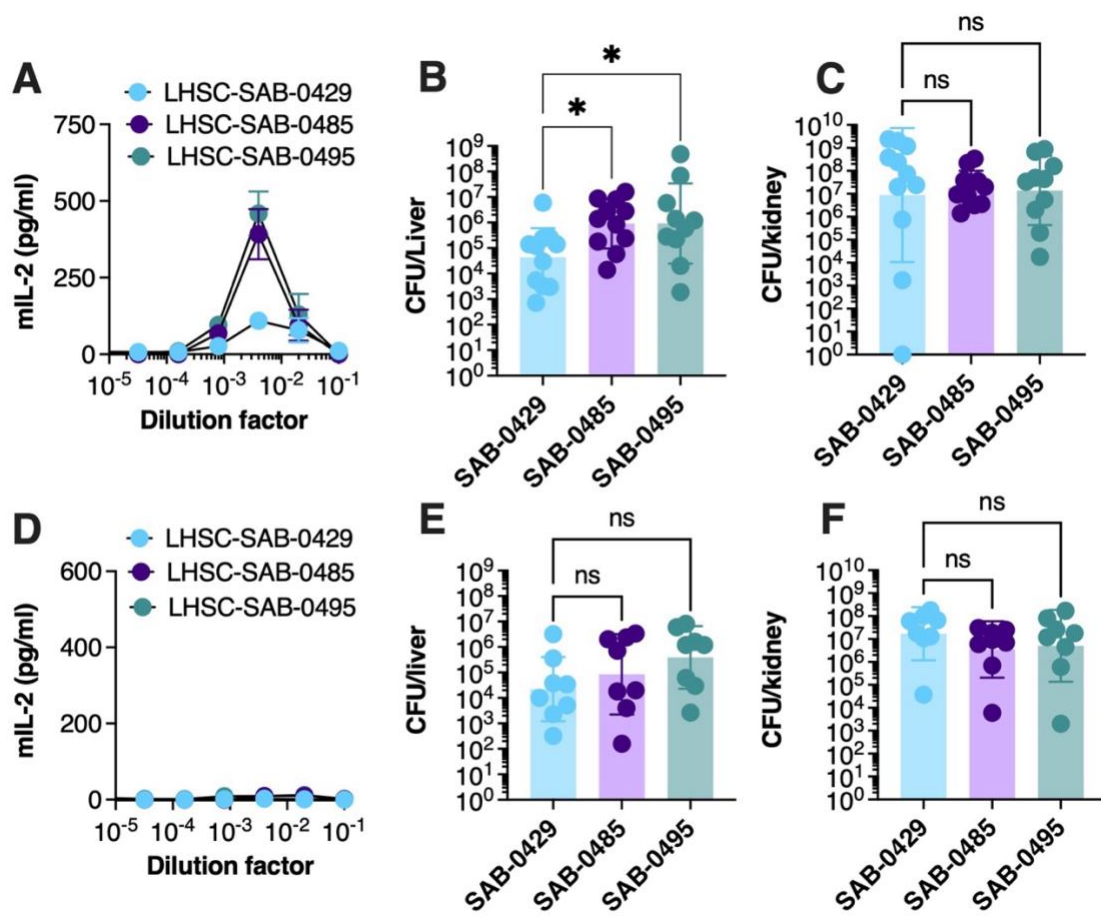 A
LHSC-SAB-0429
LHSC-SAB-0485
LHSC-SAB-0495
mIL-2 (pg/ml)
750
500
250
0
10-5
10-4
10-3
10-2
10-1
Dilution factor
B
*
*
CFU/Liver
109
108
107
106
105
104
103
102
101
100
SAB-0429
SAB-0485
SAB-0495
C
ns
ns
CFU/kidney
1010
109
108
107
106
105
104
103
102
101
100
SAB-0429
SAB-0485
SAB-0495
D
LHSC-SAB-0429
LHSC-SAB-0485
LHSC-SAB-0495
mIL-2 (pg/ml)
600
400
200
0
10-5
10-4
10-3
10-2
10-1
Dilution factor
E
ns
ns
CFU/liver
109
108
107
106
105
104
103
102
101
100
SAB-0429
SAB-0485
SAB-0495
F
ns
ns
CFU/kidney
1010
109
108
107
106
105
104
103
102
101
100
SAB-0429
SAB-0485
SAB-0495